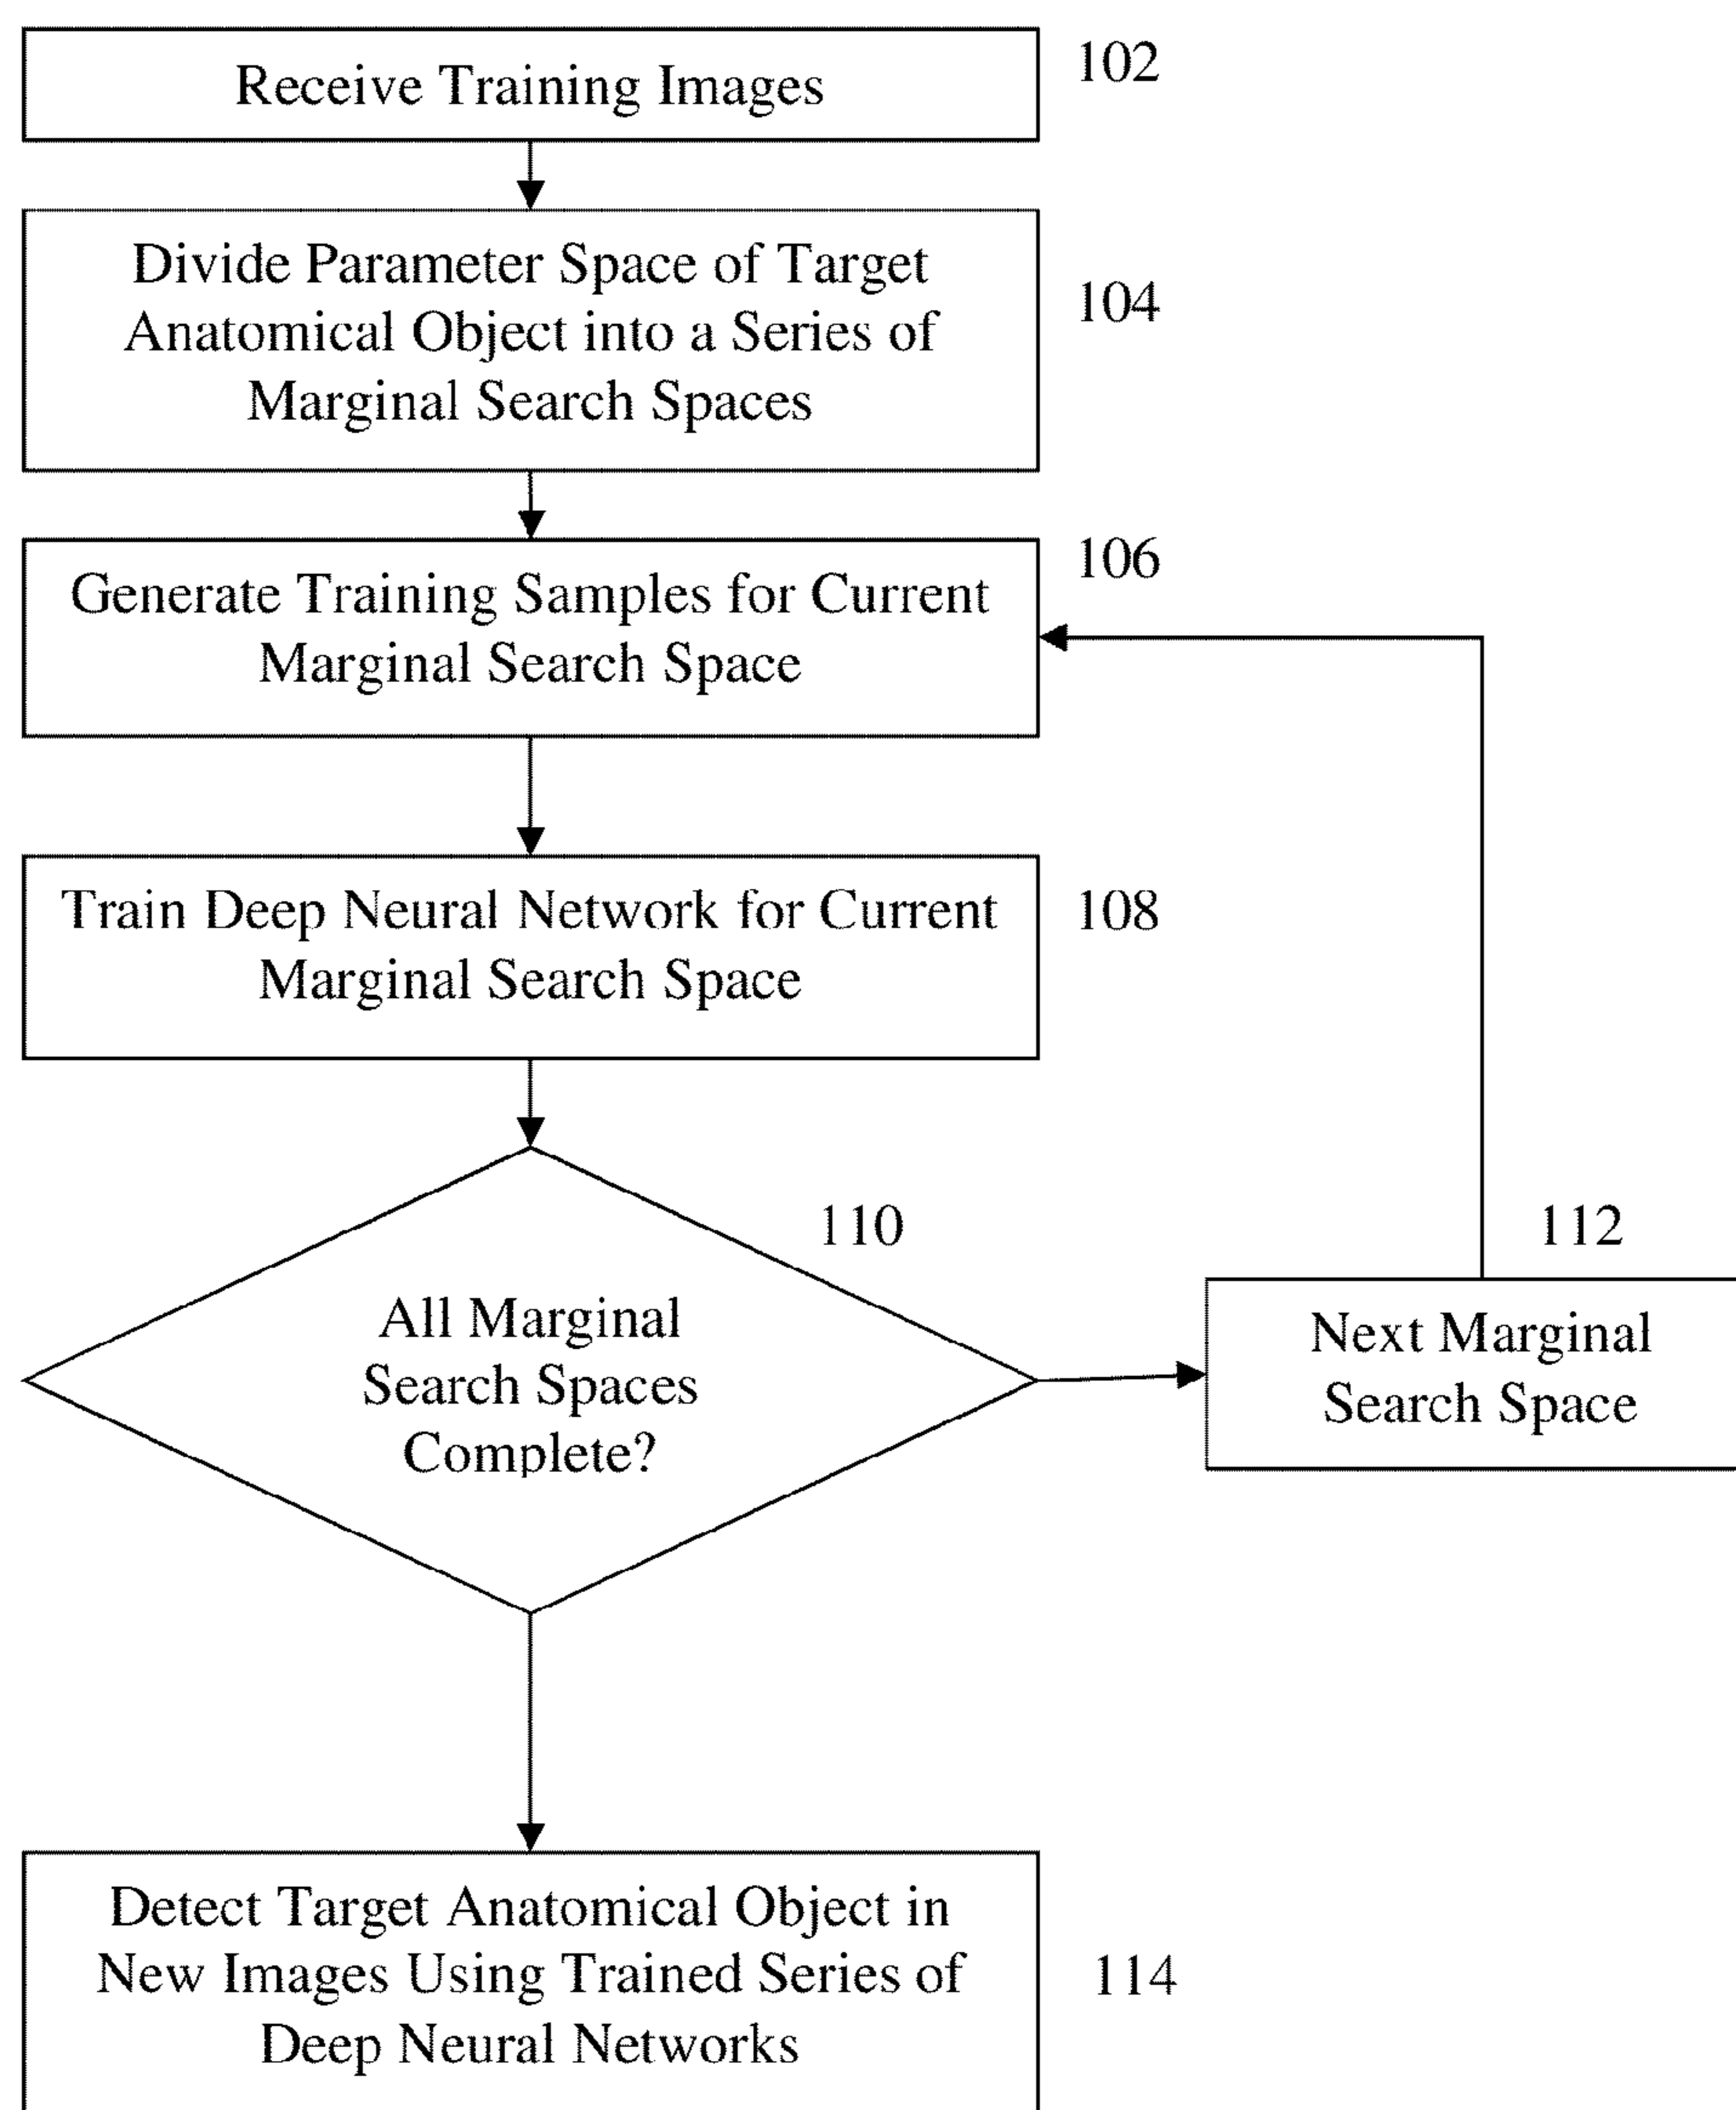 Receive Training Images
102
Divide Parameter Space of Target
Anatomical Object into a Series of
Marginal Search Spaces
104
Generate Training Samples for Current
Marginal Search Space
106
Train Deep Neural Network for Current
Marginal Search Space
108
All Marginal
Search Spaces
Complete?
110
Next Marginal
Search Space
112
Detect Target Anatomical Object in
New Images Using Trained Series of
Deep Neural Networks
114